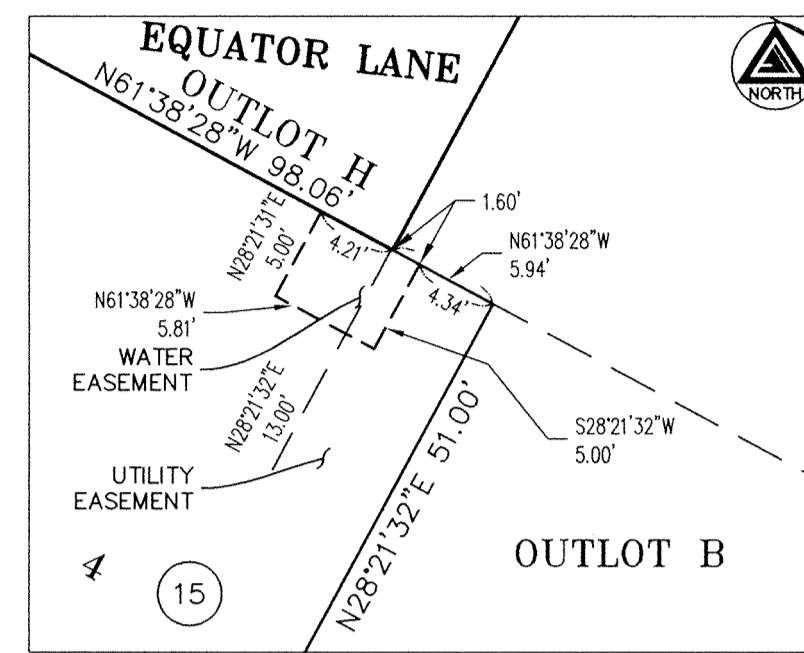 EQUATOR LANE
NORTH
OUTLOT H
N61°38'28"W 98.06'
1.60'
N28°21'31"E
5.00'
4.21'
N61°38'28"W
5.94'
4.34'
N61°38'28"W
5.81'
WATER
EASEMENT
N28°21'32"E
13.00'
S28°21'32"W
5.00'
UTILITY
EASEMENT
N28°21'32"E 51.00'
OUTLOT B
4
15